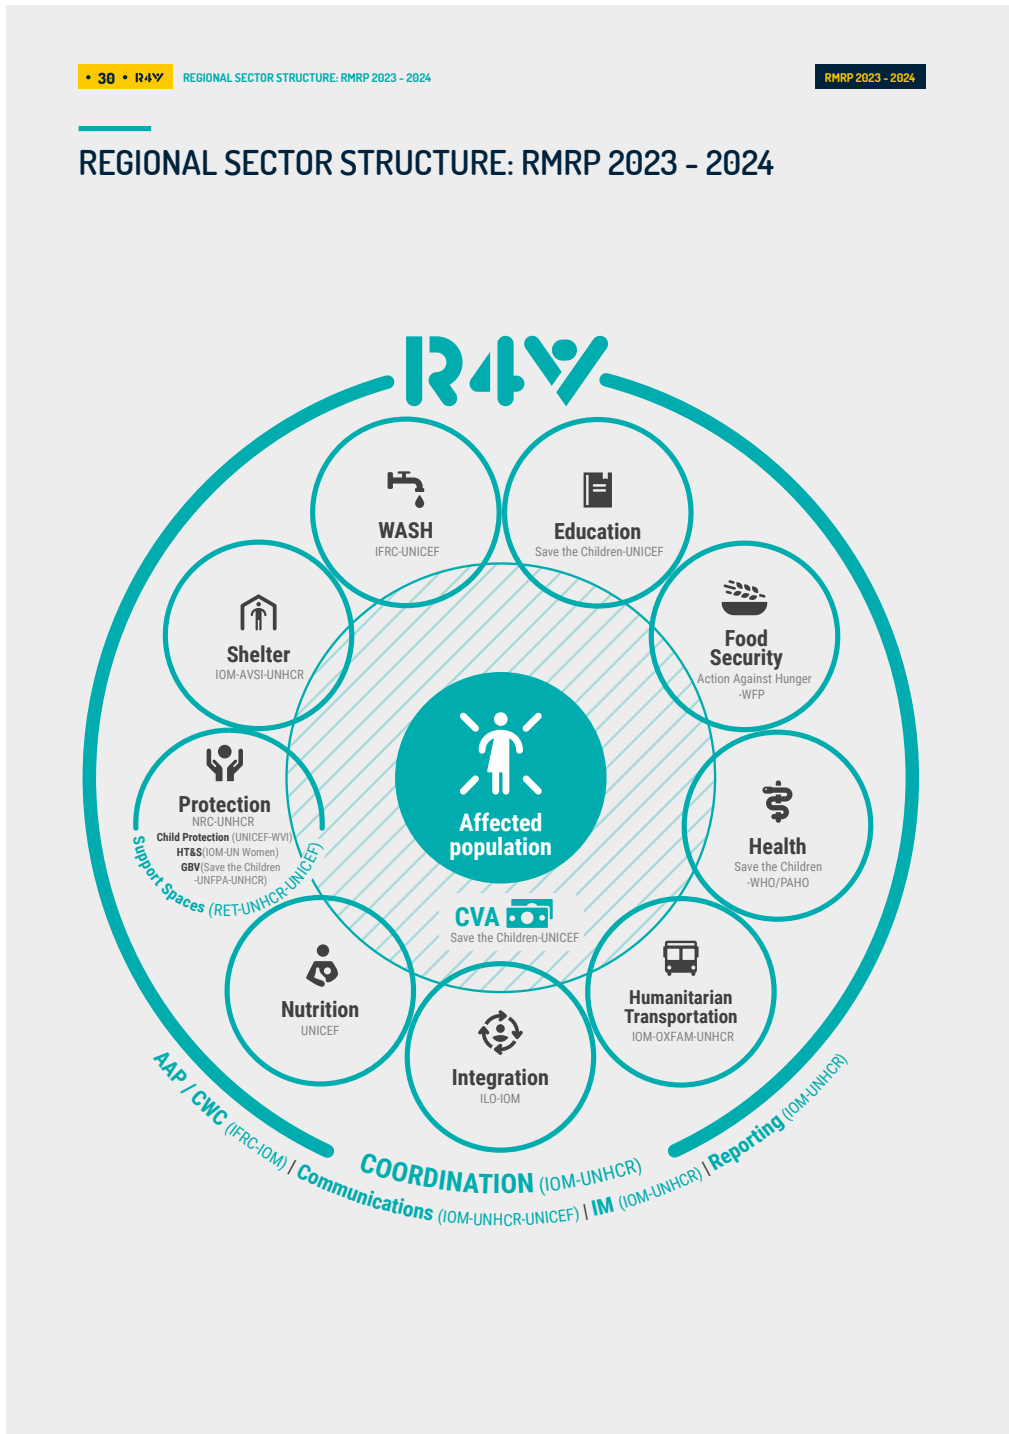 • 30 • R4V REGIONAL SECTOR STRUCTURE: RMRP 2023 - 2024
RMRP 2023 - 2024
REGIONAL SECTOR STRUCTURE: RMRP 2023 - 2024
R4V
WASH
IFRC-UNICEF
Education
Save the Children-UNICEF
Shelter
IOM-AVSI-UNHCR
Food
Security
Action Against Hunger
-WFP
Protection
NRC-UNHCR
Child Protection (UNICEF-WVI)
HT&S(IOM-UN Women)
GBV(Save the Children
-UNFPA-UNHCR)
Support Spaces (RET-UNHCR-UNICEF)
Affected
population
Health
Save the Children
-WHO/PAHO
CVA
Save the Children-UNICEF
Nutrition
UNICEF
Humanitarian
Transportation
IOM-OXFAM-UNHCR
Integration
ILO-IOM
COORDINATION (IOM-UNHCR)
AAP / CWC (IFRC-IOM) | Communications (IOM-UNHCR-UNICEF) | IM (IOM-UNHCR) | Reporting (IOM-UNHCR)